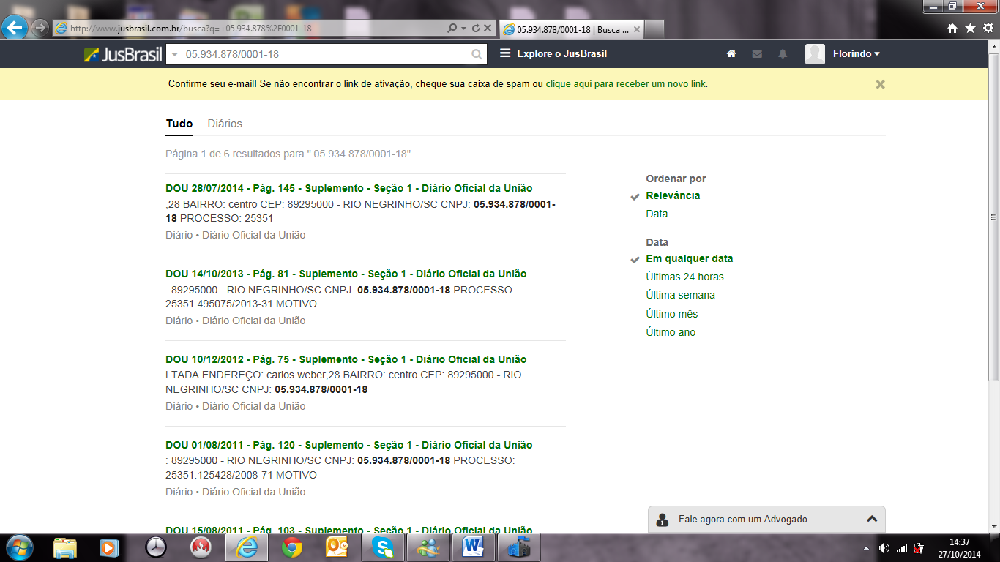 http://www.jusbrasil.com.br/busca?q=+05.934.878%2F0001-18
05.934.878/0001-18 | Busca ...
JusBrasil
05.934.878/0001-18
Explore o JusBrasil
Florindo
Confirme seu e-mail! Se não encontrar o link de ativação, cheque sua caixa de spam ou clique aqui para receber um novo link.
Tudo
Diários
Página 1 de 6 resultados para " 05.934.878/0001-18"
DOU 28/07/2014 - Pág. 145 - Suplemento - Seção 1 - Diário Oficial da União
,28 BAIRRO: centro CEP: 89295000 - RIO NEGRINHO/SC CNPJ: 05.934.878/0001-
18 PROCESSO: 25351
Diário • Diário Oficial da União
DOU 14/10/2013 - Pág. 81 - Suplemento - Seção 1 - Diário Oficial da União
: 89295000 - RIO NEGRINHO/SC CNPJ: 05.934.878/0001-18 PROCESSO:
25351.495075/2013-31 MOTIVO
Diário • Diário Oficial da União
DOU 10/12/2012 - Pág. 75 - Suplemento - Seção 1 - Diário Oficial da União
LTADA ENDEREÇO: carlos weber,28 BAIRRO: centro CEP: 89295000 - RIO
NEGRINHO/SC CNPJ: 05.934.878/0001-18
Diário • Diário Oficial da União
DOU 01/08/2011 - Pág. 120 - Suplemento - Seção 1 - Diário Oficial da União
: 89295000 - RIO NEGRINHO/SC CNPJ: 05.934.878/0001-18 PROCESSO:
25351.125428/2008-71 MOTIVO
Diário • Diário Oficial da União
DOU 15/08/2011 - Pág. 103 - Suplemento - Seção 1 - Diário Oficial da União
Ordenar por
Relevância
Data
Data
Em qualquer data
Últimas 24 horas
Última semana
Último mês
Último ano
Fale agora com um Advogado
14:37
27/10/2014